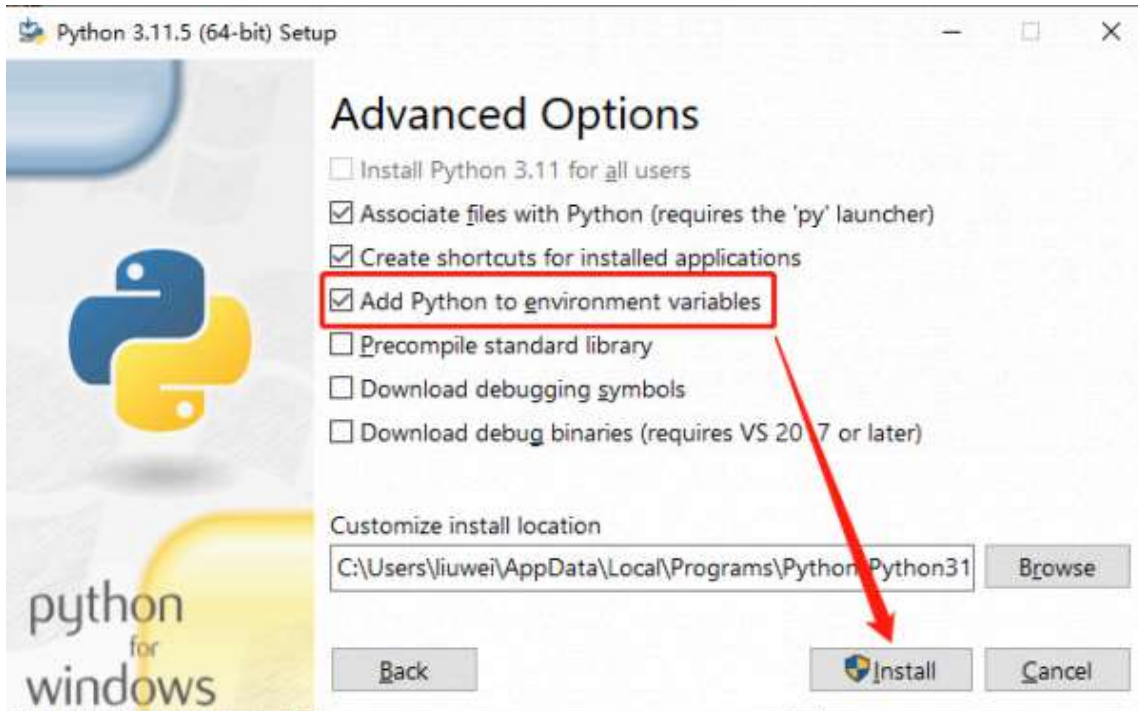 Python 3.11.5 (64-bit) Setup
Advanced Options
Install Python 3.11 for all users
Associate files with Python (requires the 'py' launcher)
Create shortcuts for installed applications
Add Python to environment variables
Precompile standard library
Download debugging symbols
Download debug binaries (requires VS 20 7 or later)
Customize install location
C:\Users\liuwei\AppData\Local\Programs\Python Python31
Browse
python
for
windows
Back
Install
Cancel